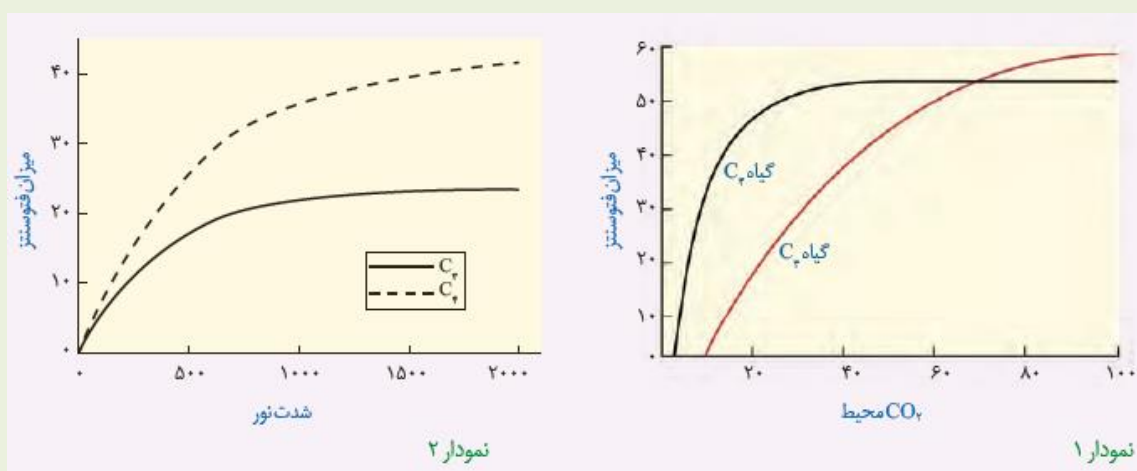 میزان فتوسنتز
۶۰
۵۰
۴۰
۳۰
۲۰
۱۰
۰
گیاه C۴
گیاه C۳
۲۰ ۴۰ ۶۰ ۸۰ ۱۰۰
CO۲ محیط
نمودار ۱
میزان فتوسنتز
۴۰
۳۰
۲۰
۱۰
۰
C۳
C۴
۰ ۵۰۰ ۱۰۰۰ ۱۵۰۰ ۲۰۰۰
شدت نور
نمودار ۲